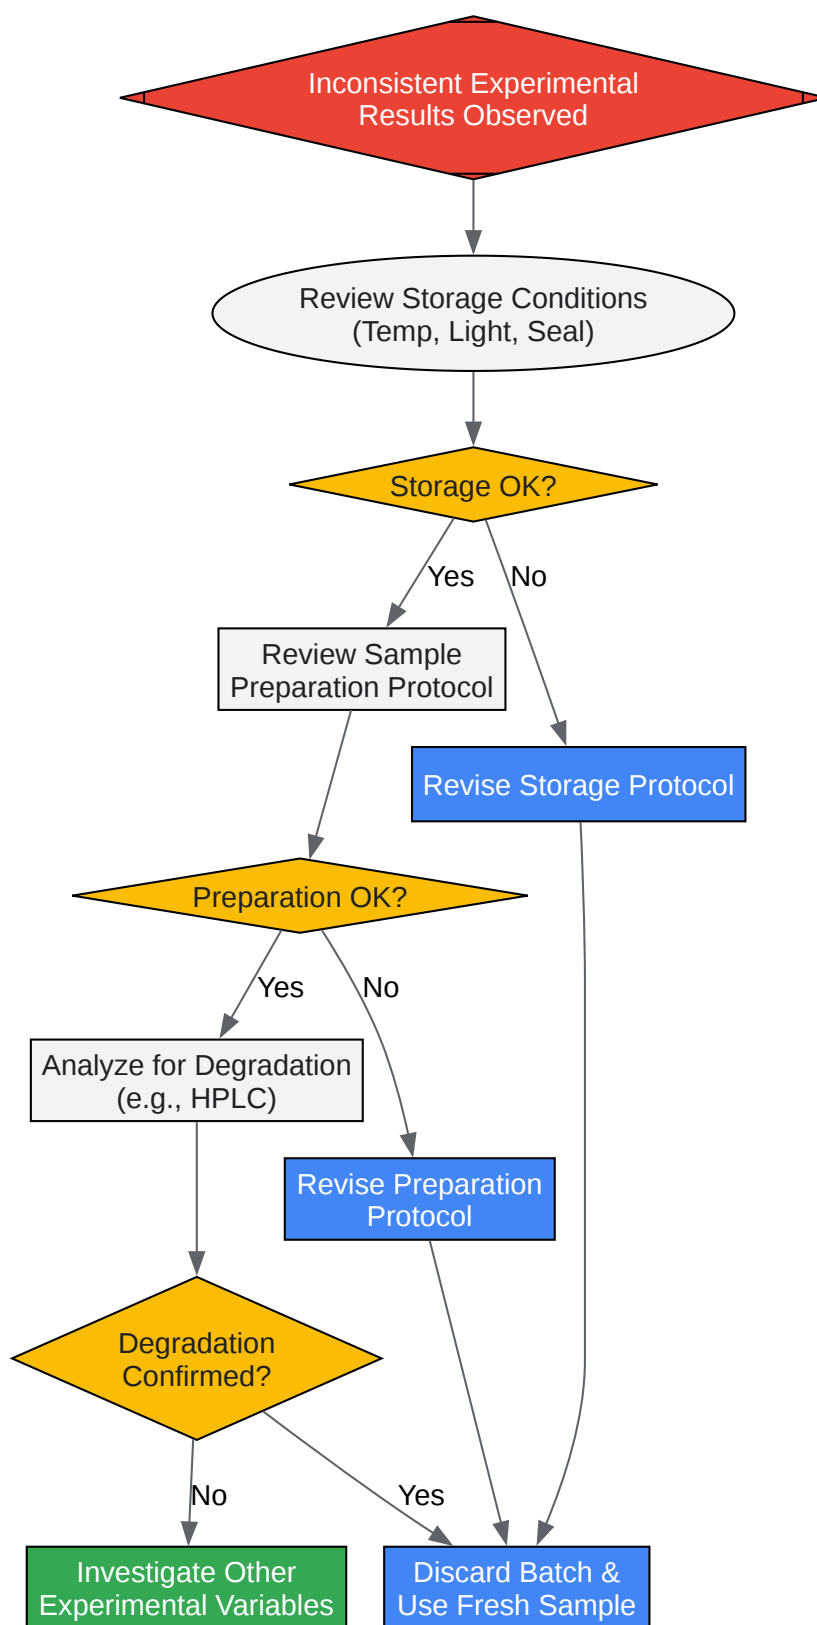 Inconsistent Experimental
Results Observed
Review Storage Conditions
(Temp, Light, Seal)
Storage OK?
Yes
No
Review Sample
Preparation Protocol
Revise Storage Protocol
Preparation OK?
Yes
No
Analyze for Degradation
(e.g., HPLC)
Revise Preparation
Protocol
Degradation
Confirmed?
No
Yes
Investigate Other
Experimental Variables
Discard Batch &
Use Fresh Sample